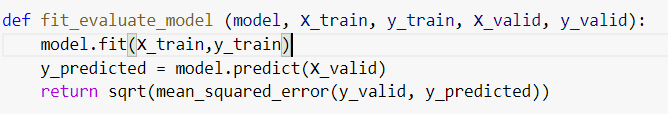 def fit_evaluate_model (model, X_train, y_train, X_valid, y_valid):
    model.fit(X_train,y_train)
    y_predicted = model.predict(X_valid)
    return sqrt(mean_squared_error(y_valid, y_predicted))